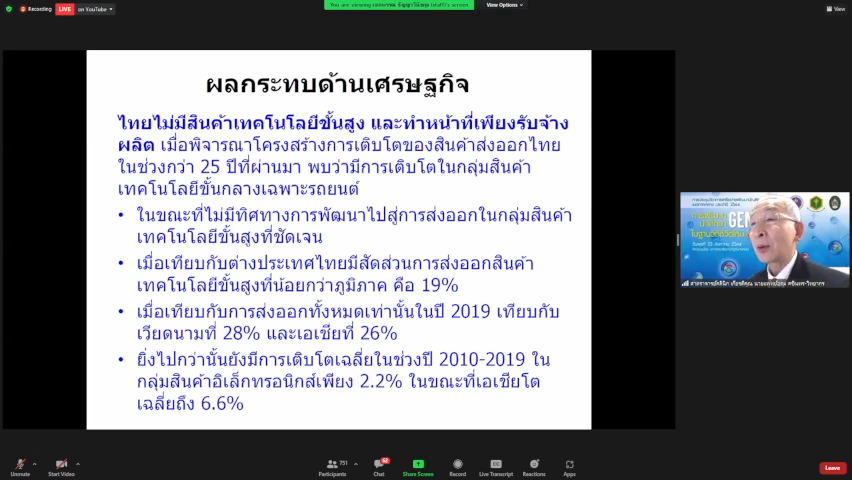 Recording
LIVE
on YouTube
View Options
View
ผลกระทบด้านเศรษฐกิจ
ไทยไม่มีสินค้าเทคโนโลยีขั้นสูง และทำหน้าที่เพียงรับจ้าง
ผลิต เมื่อพิจารณาโครงสร้างการเติบโตของสินค้าส่งออกไทย
ในช่วงกว่า 25 ปีที่ผ่านมา พบว่ามีการเติบโตในกลุ่มสินค้า
เทคโนโลยีขั้นกลางเฉพาะรถยนต์
• ในขณะที่ไม่มีทิศทางการพัฒนาไปสู่การส่งออกในกลุ่มสินค้า
เทคโนโลยีขั้นสูงที่ชัดเจน
• เมื่อเทียบกับต่างประเทศไทยมีสัดส่วนการส่งออกสินค้า
เทคโนโลยีขั้นสูงที่น้อยกว่าภูมิภาค คือ 19%
• เมื่อเทียบกับการส่งออกทั้งหมดเท่านั้นในปี 2019 เทียบกับ
เวียดนามที่ 28% และเอเชียที่ 26%
• ยิ่งไปกว่านั้นยังมีการเติบโตเฉลี่ยในช่วงปี 2010-2019 ใน
กลุ่มสินค้าอิเล็กทรอนิกส์เพียง 2.2% ในขณะที่เอเชียโต
เฉลี่ยถึง 6.6%
GEN
Unmute
Start Video
751
Participants
62
Chat
Share Screen
Record
Live Transcript
Reactions
Apps
Leave